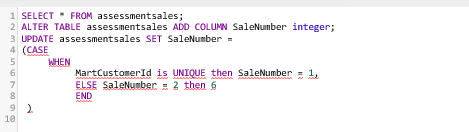 1 SELECT * FROM assessmentsales;
2 ALTER TABLE assessmentsales ADD COLUMN SaleNumber integer;
3 UPDATE assessmentsales SET SaleNumber =
4 (CASE
5 WHEN
6 MartCustomerId is UNIQUE then SaleNumber = 1,
7 ELSE SaleNumber = 2 then 6
8 END
9 )
10